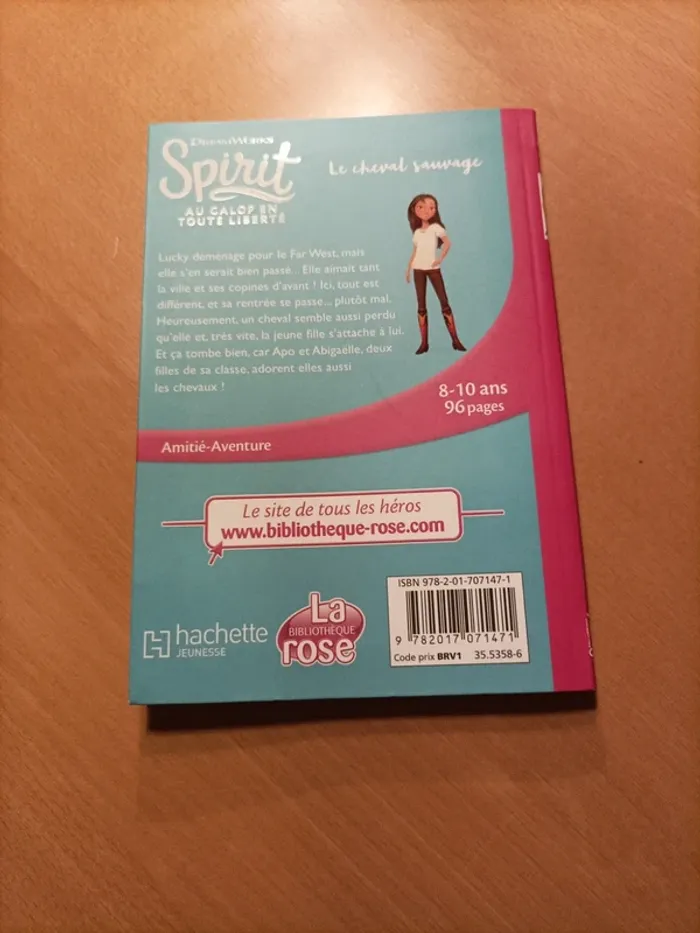 DREAMWORKS
Spirit
AU GALOP EN
TOUTE LIBERTÉ
Le cheval sauvage
Lucky déménage pour le Far West, mais
elle s'en serait bien passé... Elle aimait tant
la ville et ses copines d'avant ! Ici, tout est
différent, et sa rentrée se passe... plutôt mal.
Heureusement, un cheval semble aussi perdu
qu'elle et, très vite, la jeune fille s'attache à lui.
Et ça tombe bien, car Apo et Abigaëlle, deux
filles de sa classe, adorent elles aussi
les chevaux !
8-10 ans
96 pages
Amitié-Aventure
Le site de tous les héros
www.bibliotheque-rose.com
hachette
JEUNESSE
La
BIBLIOTHÈQUE
rose
ISBN 978-2-01-707147-1
9 782017 071471
Code prix BRV1 35.5358-6